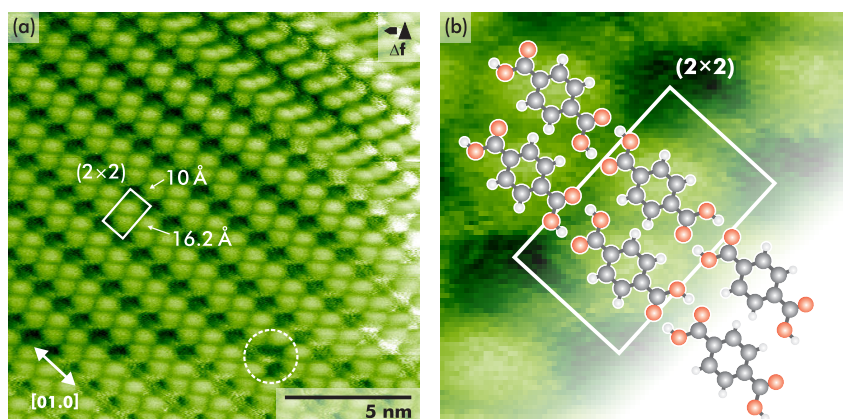 (a)
Δf
(2×2)
10 Å
16.2 Å
[01.0]
5 nm
(b)
(2×2)